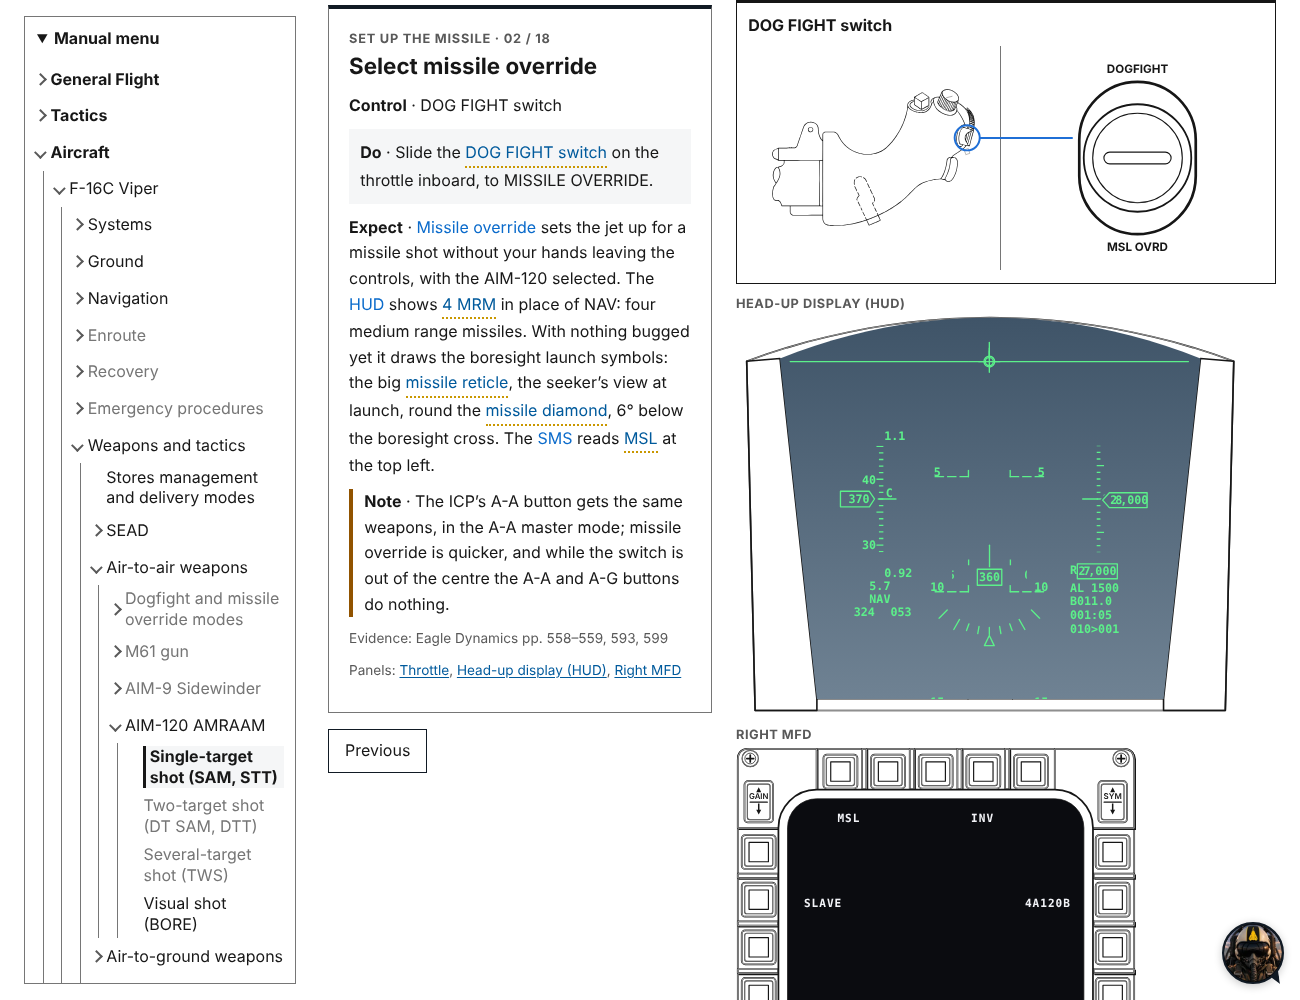 ▼ Manual menu
General Flight
Tactics
Aircraft
F-16C Viper
Systems
Ground
Navigation
Enroute
Recovery
Emergency procedures
Weapons and tactics
Stores management
and delivery modes
SEAD
Air-to-air weapons
Dogfight and missile
override modes
M61 gun
AIM-9 Sidewinder
AIM-120 AMRAAM
Single-target
shot (SAM, STT)
Two-target shot
(DT SAM, DTT)
Several-target
shot (TWS)
Visual shot
(BORE)
Air-to-ground weapons
SET UP THE MISSILE · 02 / 18
Select missile override
Control · DOG FIGHT switch
Do · Slide the DOG FIGHT switch on the
throttle inboard, to MISSILE OVERRIDE.
Expect · Missile override sets the jet up for a
missile shot without your hands leaving the
controls, with the AIM-120 selected. The
HUD shows 4 MRM in place of NAV: four
medium range missiles. With nothing bugged
yet it draws the boresight launch symbols:
the big missile reticle, the seeker’s view at
launch, round the missile diamond, 6° below
the boresight cross. The SMS reads MSL at
the top left.
Note · The ICP’s A-A button gets the same
weapons, in the A-A master mode; missile
override is quicker, and while the switch is
out of the centre the A-A and A-G buttons
do nothing.
Evidence: Eagle Dynamics pp. 558–559, 593, 599
Panels: Throttle, Head-up display (HUD), Right MFD
Previous
DOG FIGHT switch
DOGFIGHT
MSL OVRD
HEAD-UP DISPLAY (HUD)
1.1
5 5
40
370 C 28,000
30
0.92 360 R 27,000
5.7 10 10 AL 1500
NAV B011.0
324 053 001:05
010>001
RIGHT MFD
GAIN SYM
MSL INV
SLAVE 4A120B